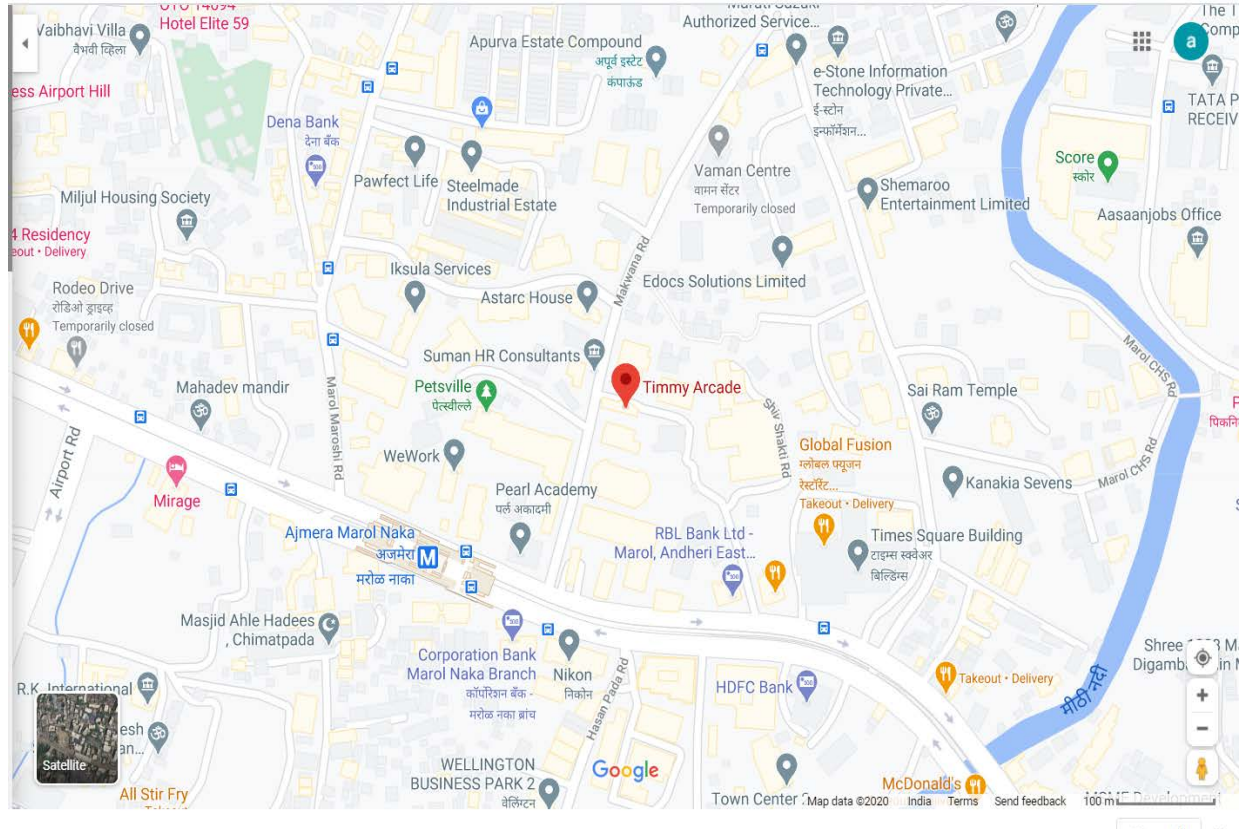 Hotel Elite 59
Vaibhavi Villa
वैभवी व्हिला
Apurva Estate Compound
अपूर्व इस्टेट
कंपाऊंड
Authorized Service...
e-Stone Information
Technology Private...
ई-स्टोन
इन्फॉर्मेशन...
a
TATA P
RECEIV
ess Airport Hill
Dena Bank
देना बँक
Pawfect Life
Steelmade
Industrial Estate
Vaman Centre
वामन सेंटर
Temporarily closed
Shemaroo
Entertainment Limited
Score
स्कोर
Aasaanjobs Office
Miljul Housing Society
4 Residency
eout • Delivery
Rodeo Drive
रोडिओ ड्राइव्ह
Temporarily closed
Iksula Services
Astarc House
Makwana Rd
Edocs Solutions Limited
Suman HR Consultants
Petsville
पेत्स्वील्ले
Timmy Arcade
Mahadev mandir
Marol Maroshi Rd
Shiv Shakti Rd
Sai Ram Temple
Marol CHS Rd
Marol CHS Rd
WeWork
Airport Rd
Mirage
Pearl Academy
पर्ल अकादमी
Global Fusion
ग्लोबल फ्यूजन
रेस्टॉरेंट...
Takeout • Delivery
Kanakia Sevens
Ajmera Marol Naka
अजमेरा
मरोळ नाका
M
RBL Bank Ltd -
Marol, Andheri East...
Times Square Building
टाइम्स स्क्वेअर
बिल्डिंग्स
Masjid Ahle Hadees
, Chimatpada
Corporation Bank
Marol Naka Branch
कॉर्पोरेशन बँक -
मरोळ नका ब्रांच
Nikon
निकोन
Hasan Pada Rd
HDFC Bank
Takeout • Delivery
मीठी नदी
R.K. International
Satellite
All Stir Fry
WELLINGTON
BUSINESS PARK 2
वेलिंग्टन
Google
Town Center
McDonald's
Map data ©2020
India
Terms
Send feedback
100 m